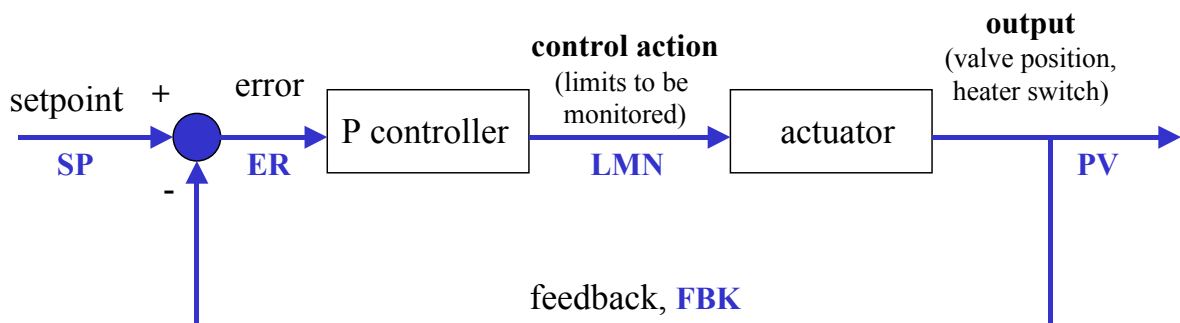 output
(valve position,
heater switch)
control action
(limits to be
monitored)
setpoint
+
error
P controller
actuator
SP
-
ER
LMN
PV
feedback, FBK